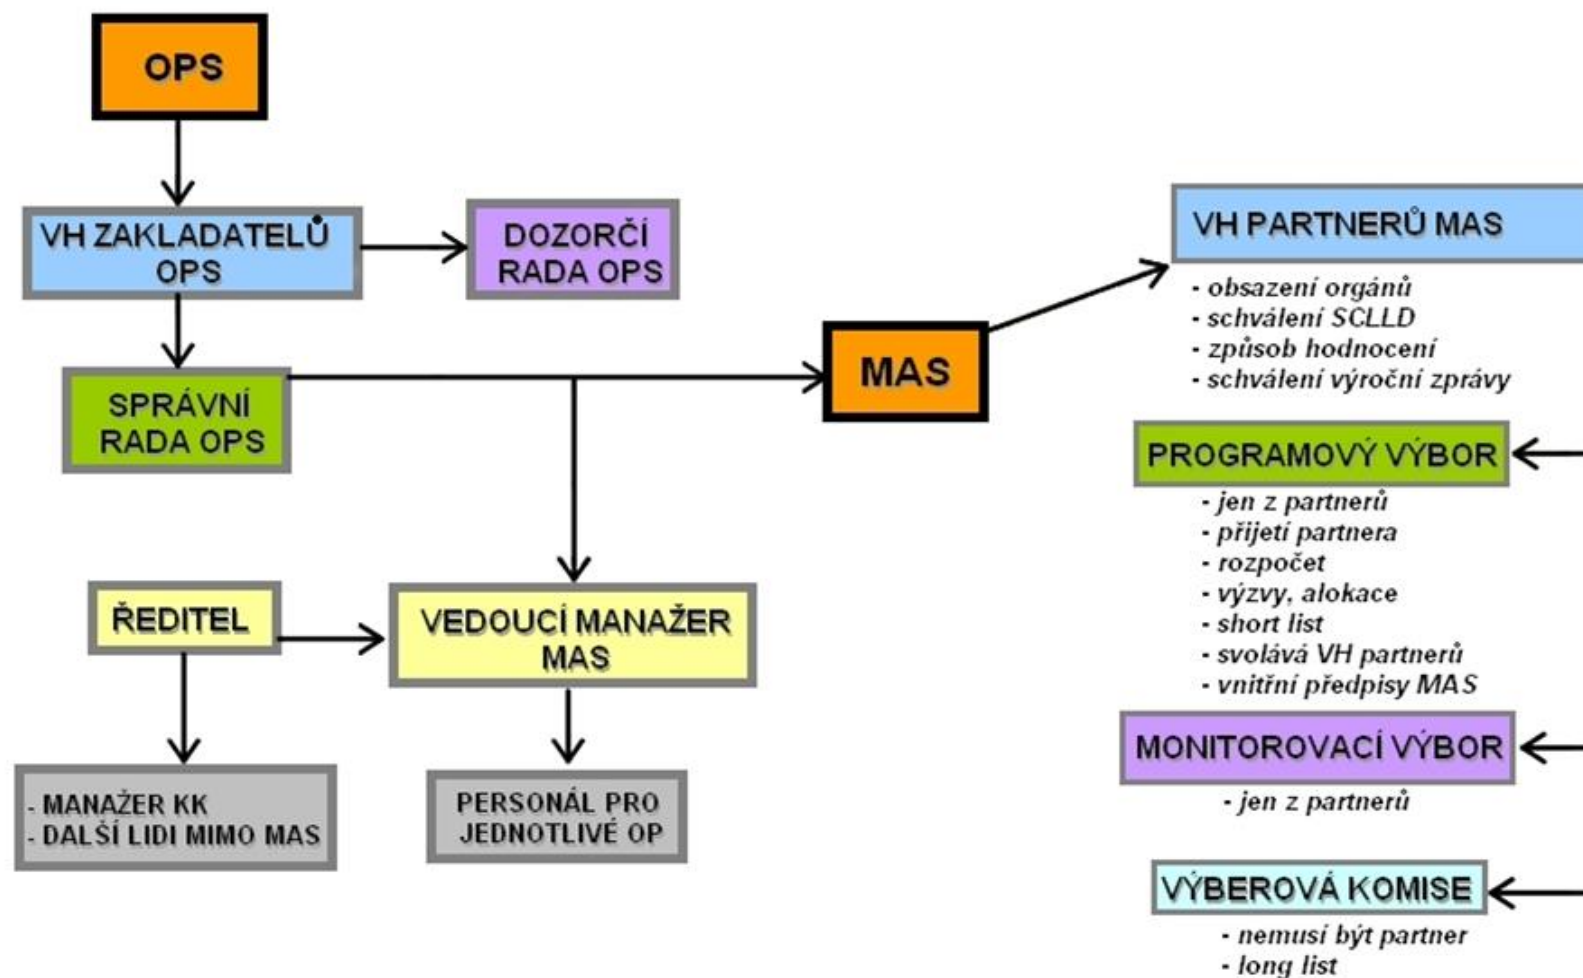 OPS
VH ZAKLADATELŮ
OPS
DOZORČÍ
RADA OPS
SPRÁVNÍ
RADA OPS
MAS
ŘEDITEL
VEDOUCÍ MANAŽER
MAS
- MANAŽER KK
- DALŠÍ LIDI MIMO MAS
PERSONÁL PRO
JEDNOTLIVÉ OP
VH PARTNERŮ MAS
- obsazení orgánů
- schválení SCLLD
- způsob hodnocení
- schválení výroční zprávy
PROGRAMOVÝ VÝBOR
- jen z partnerů
- přijetí partnera
- rozpočet
- výzvy, alokace
- short list
- svolává VH partnerů
- vnitřní předpisy MAS
MONITOROVACÍ VÝBOR
- jen z partnerů
VÝBEROVÁ KOMISE
- nemusí být partner
- long list